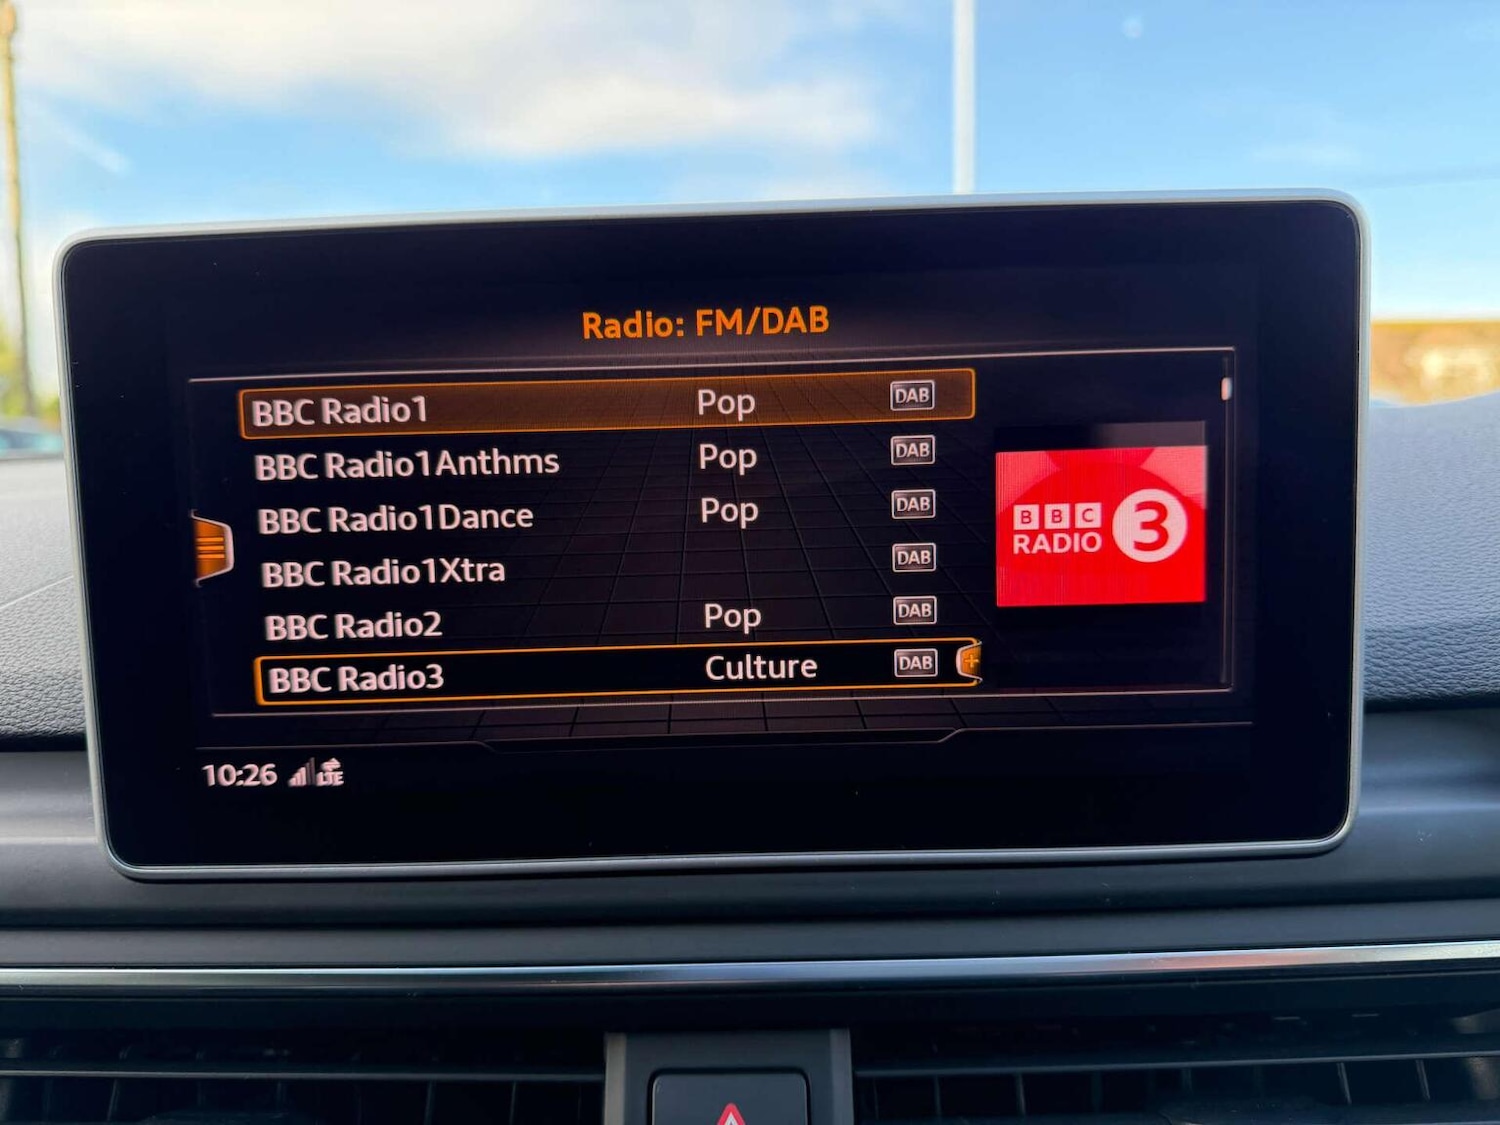 Radio: FM/DAB
BBC Radio1 Pop DAB
BBC Radio1Anthms Pop DAB
BBC Radio1Dance Pop DAB
BBC Radio1Xtra DAB
BBC Radio2 Pop DAB
BBC Radio3 Culture DAB
BBC
RADIO 3
10:26 LTE